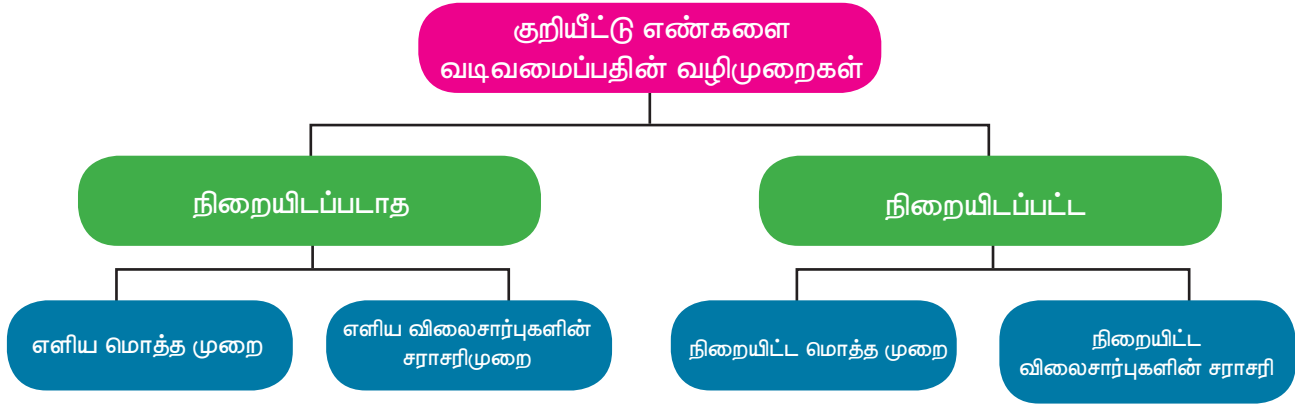 குறியீட்டு எண்களை
வடிவமைப்பதின் வழிமுறைகள்
நிறையிடப்படாத
நிறையிடப்பட்ட
எளிய மொத்த முறை
எளிய விலைசார்புகளின்
சராசரிமுறை
நிறையிட்ட மொத்த முறை
நிறையிட்ட
விலைசார்புகளின் சராசரி